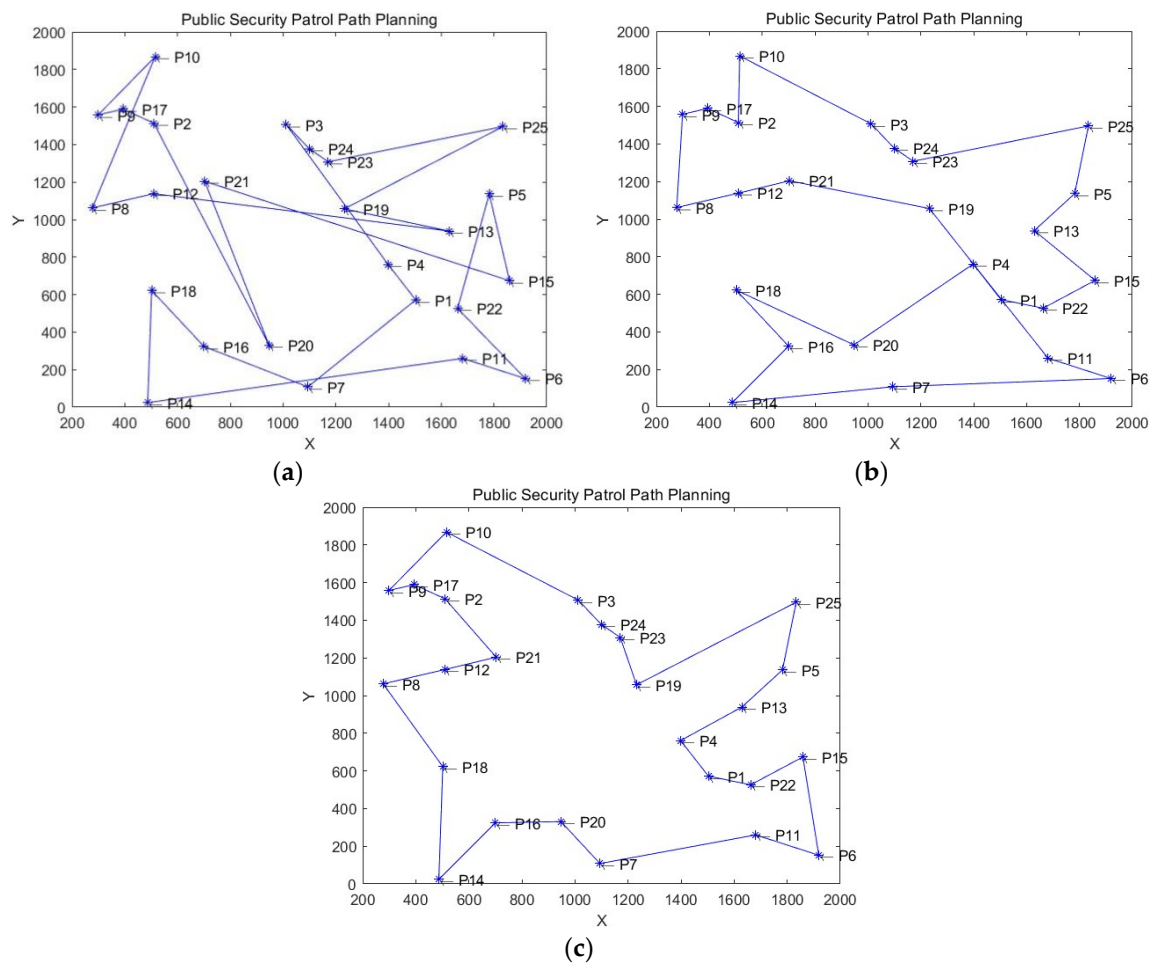 Public Security Patrol Path Planning
2000
1800
1600
1400
1200
1000
800
600
400
200
0
Y
P10
P17
P9
P2
P3
P25
P24
P23
P21
P12
P5
P8
P19
P13
P4
P15
P18
P1
P22
P16
P20
P11
P7
P6
P14
200 400 600 800 1000 1200 1400 1600 1800 2000
X
(a)
Public Security Patrol Path Planning
2000
1800
1600
1400
1200
1000
800
600
400
200
0
Y
P10
P17
P9
P2
P3
P25
P24
P23
P21
P12
P5
P8
P19
P13
P4
P15
P18
P1
P22
P16
P20
P11
P7
P6
P14
200 400 600 800 1000 1200 1400 1600 1800 2000
X
(b)
Public Security Patrol Path Planning
2000
1800
1600
1400
1200
1000
800
600
400
200
0
Y
P10
P17
P9
P2
P3
P25
P24
P23
P21
P12
P5
P8
P19
P13
P4
P15
P18
P1
P22
P16
P20
P11
P7
P6
P14
200 400 600 800 1000 1200 1400 1600 1800 2000
X
(c)